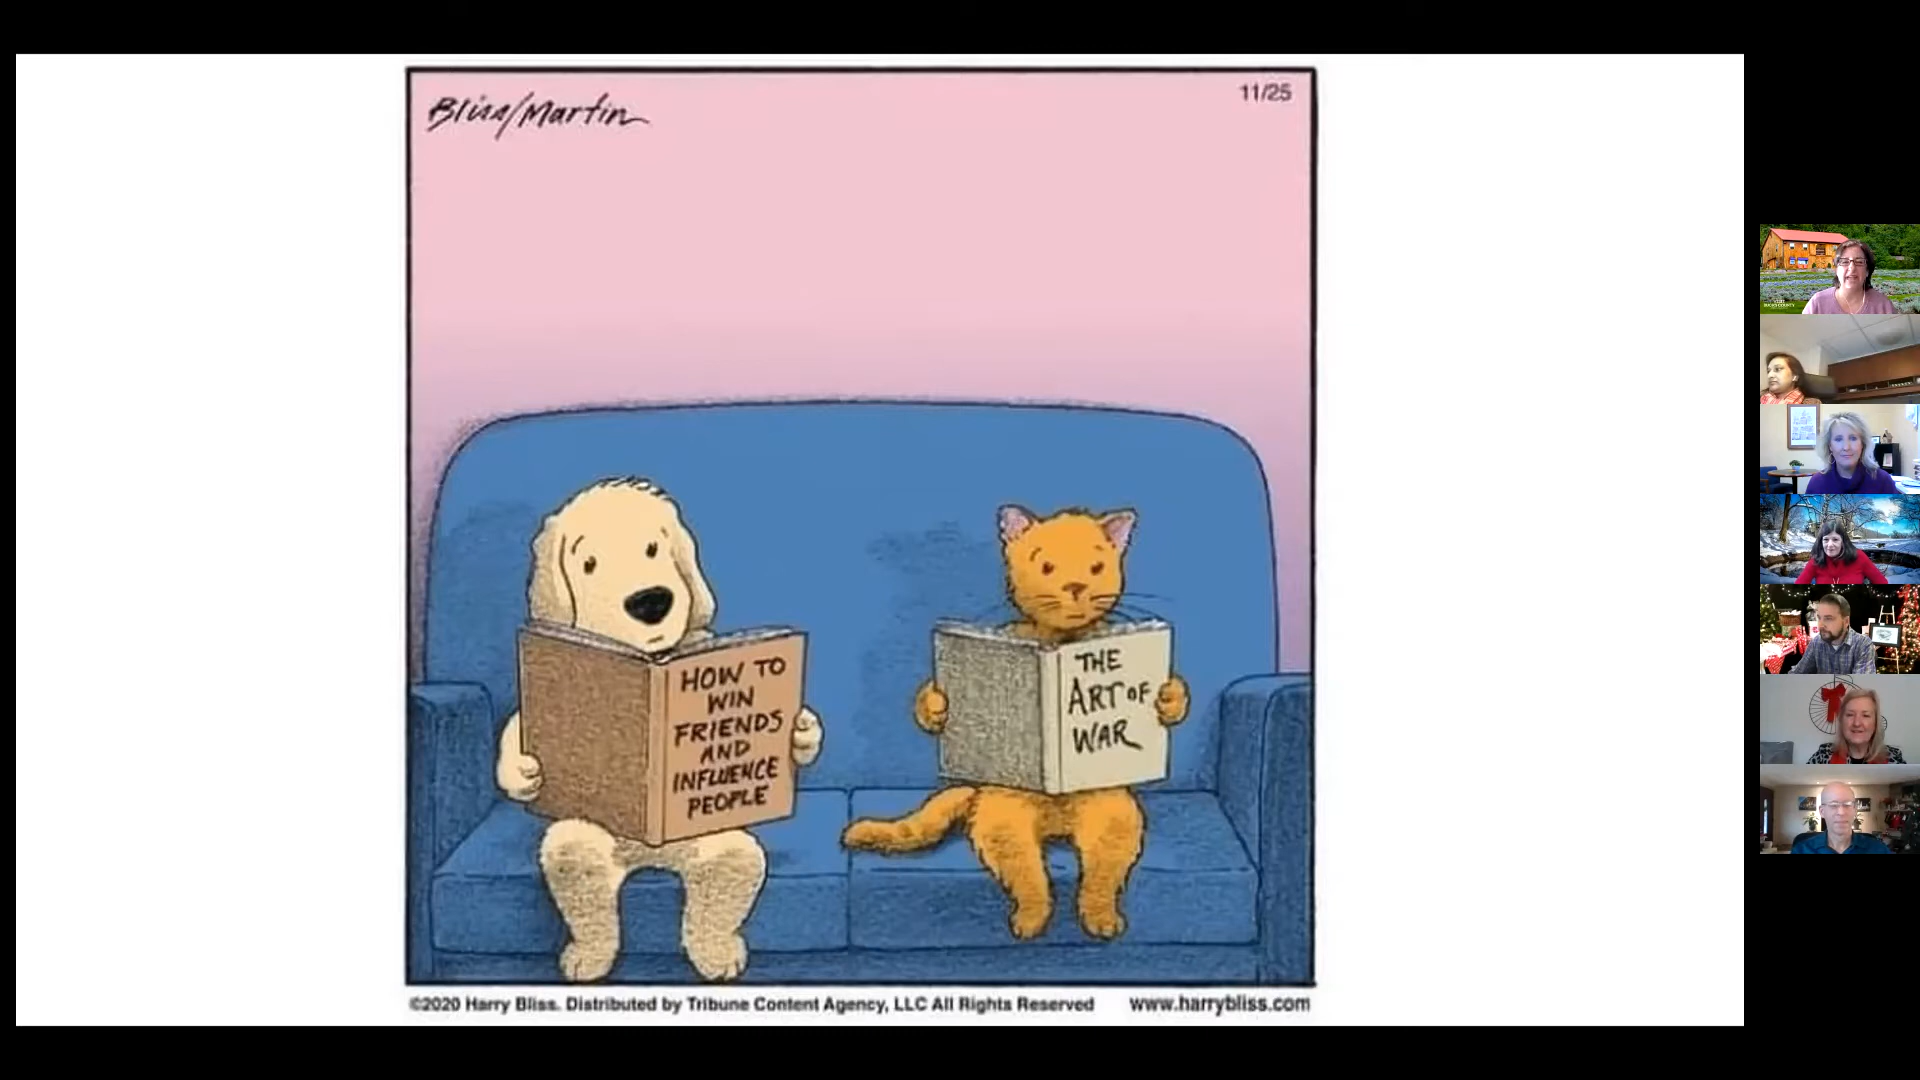 Bliss/Martin
11/25
HOW TO
WIN
FRIENDS
AND
INFLUENCE
PEOPLE
THE
ART OF
WAR
©2020 Harry Bliss. Distributed by Tribune Content Agency, LLC All Rights Reserved www.harrybliss.com